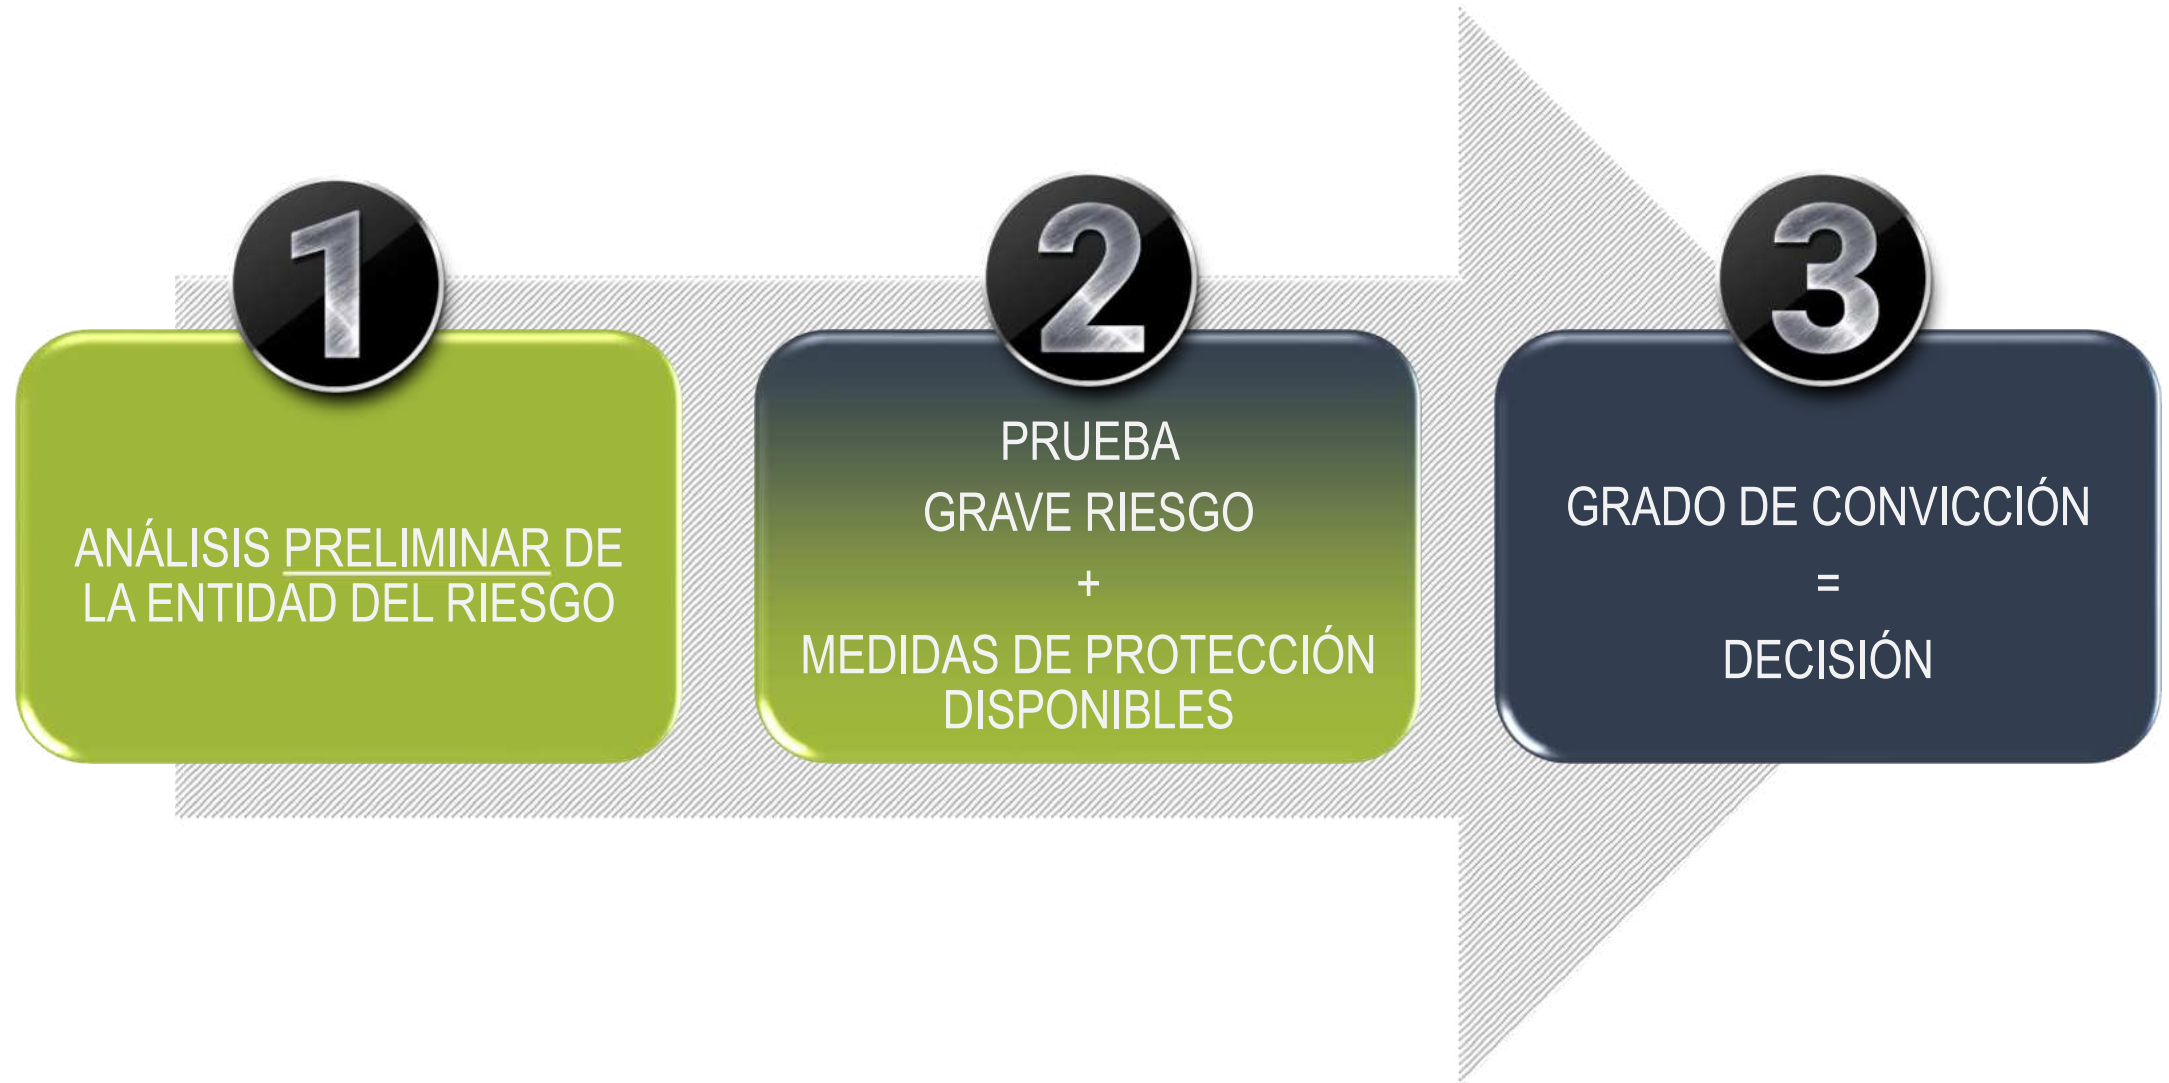 1
ANÁLISIS PRELIMINAR DE
LA ENTIDAD DEL RIESGO
2
PRUEBA
GRAVE RIESGO
+
MEDIDAS DE PROTECCIÓN
DISPONIBLES
3
GRADO DE CONVICCIÓN
=
DECISIÓN